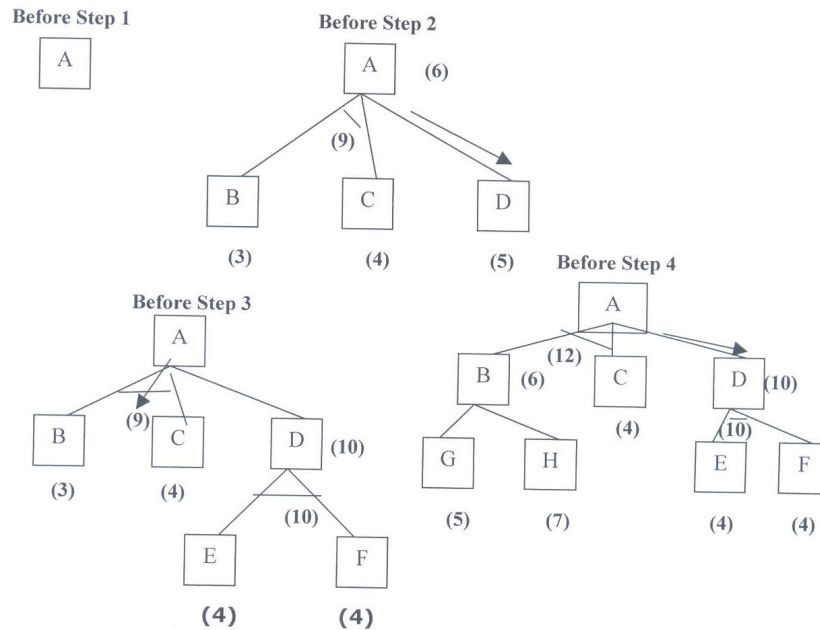 Before Step 1
A
Before Step 2
A (6)
(9)
B C D
(3) (4) (5)
Before Step 3
A
(9)
B C D (10)
(3) (4)
(10)
E F
(4) (4)
Before Step 4
A
(12)
B (6) C D (10)
(4) (10)
G H E F
(5) (7) (4) (4)